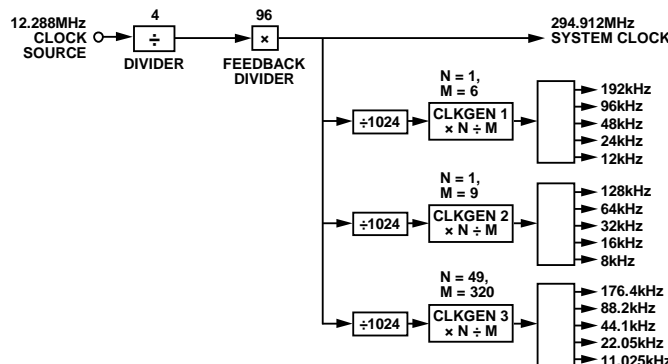 12.288MHz
CLOCK
SOURCE
4
÷
DIVIDER
96
×
FEEDBACK
DIVIDER
294.912MHz
SYSTEM CLOCK
N = 1,
M = 6
÷1024
CLKGEN 1
× N ÷ M
192kHz
96kHz
48kHz
24kHz
12kHz
N = 1,
M = 9
÷1024
CLKGEN 2
× N ÷ M
128kHz
64kHz
32kHz
16kHz
8kHz
N = 49,
M = 320
÷1024
CLKGEN 3
× N ÷ M
176.4kHz
88.2kHz
44.1kHz
22.05kHz
11.025kHz